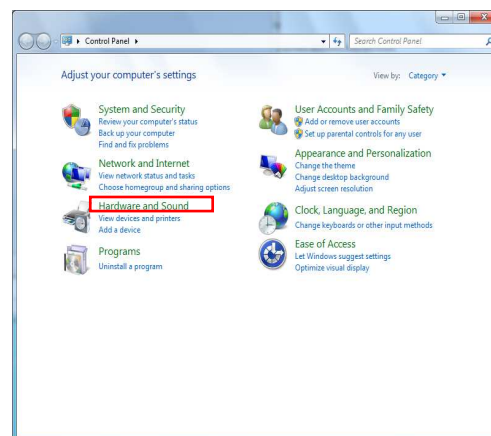 Control Panel
Search Control Panel
Adjust your computer's settings
View by: Category
System and Security
Review your computer's status
Back up your computer
Find and fix problems
Network and Internet
View network status and tasks
Choose homegroup and sharing options
Hardware and Sound
View devices and printers
Add a device
Programs
Uninstall a program
User Accounts and Family Safety
Add or remove user accounts
Set up parental controls for any user
Appearance and Personalization
Change the theme
Change desktop background
Adjust screen resolution
Clock, Language, and Region
Change keyboards or other input methods
Ease of Access
Let Windows suggest settings
Optimize visual display